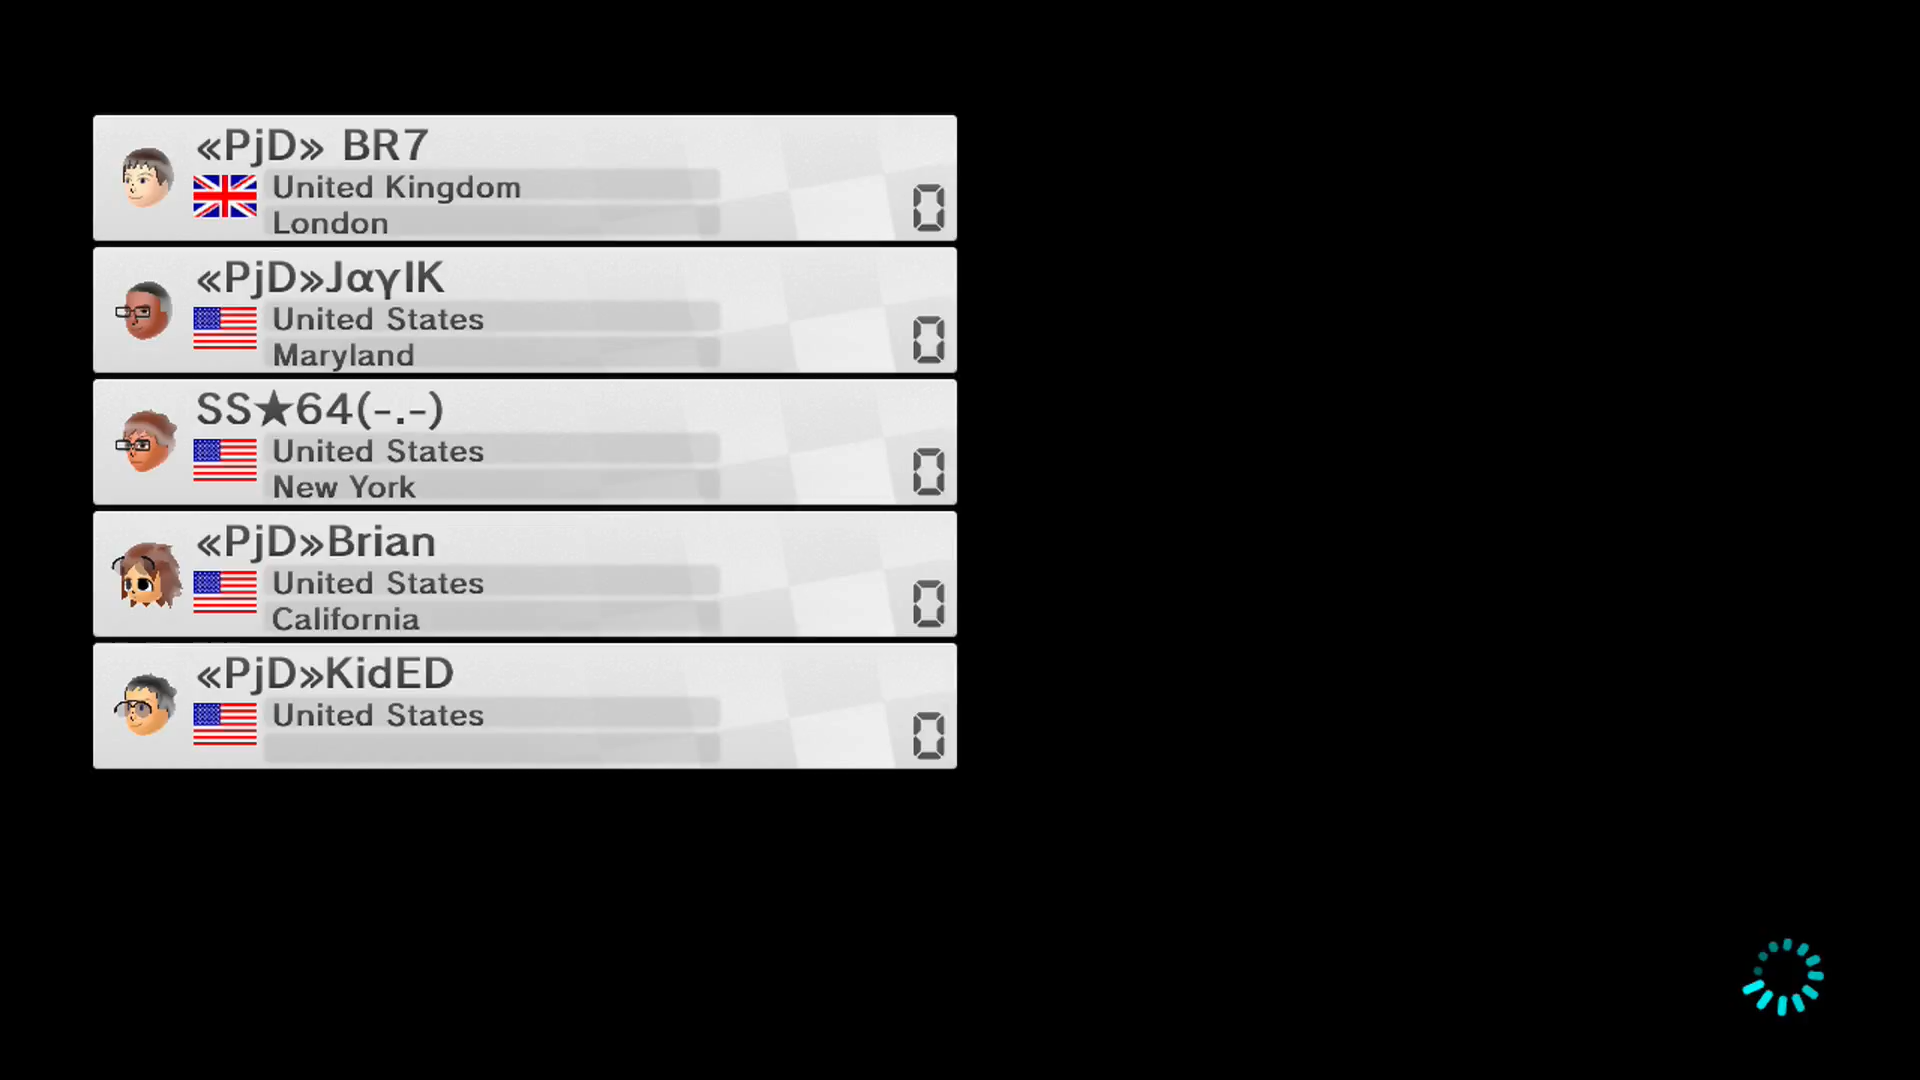 «PjD» BR7
United Kingdom
London
0
«PjD»JαγIK
United States
Maryland
0
SS★64(-.-)
United States
New York
0
«PjD»Brian
United States
California
0
«PjD»KidED
United States
0